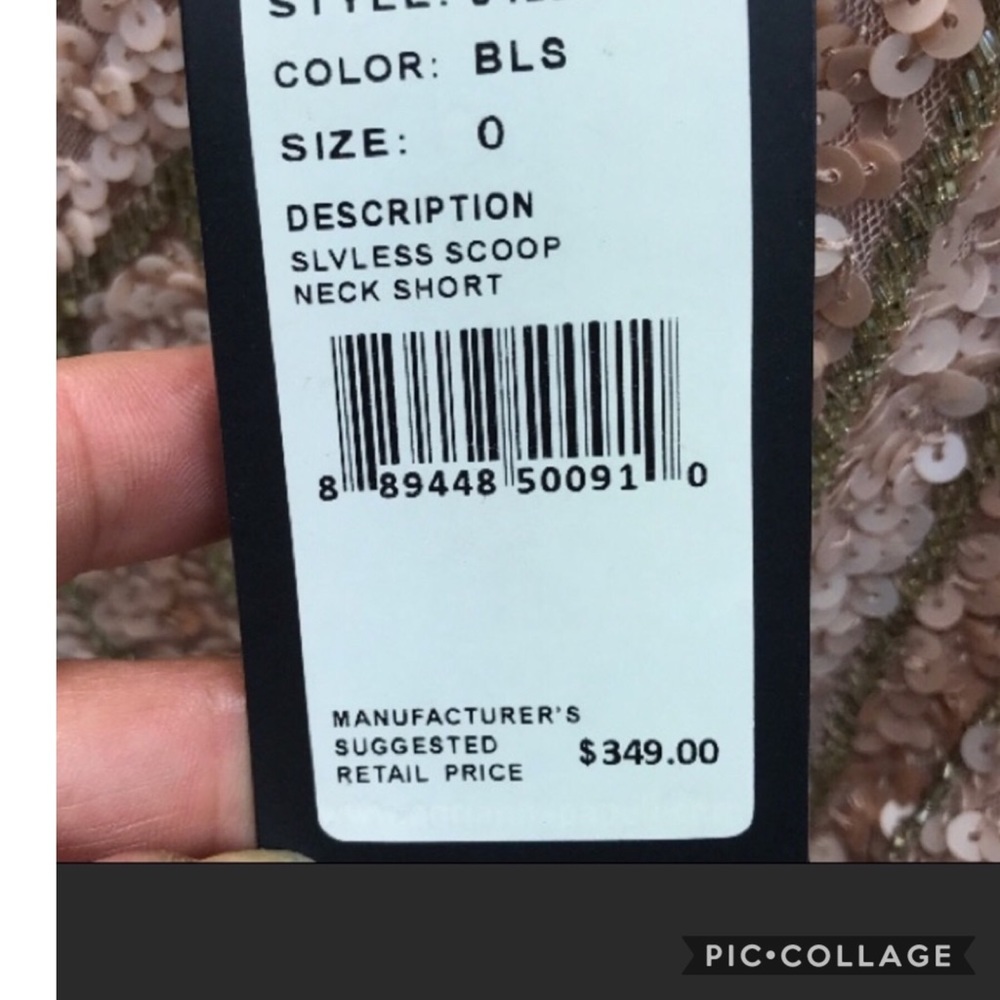 STYLE:
COLOR: BLS
SIZE: 0
DESCRIPTION
SLVLESS SCOOP
NECK SHORT
8 89448 50091 0
MANUFACTURER'S
SUGGESTED
RETAIL PRICE $349.00
PIC•COLLAGE